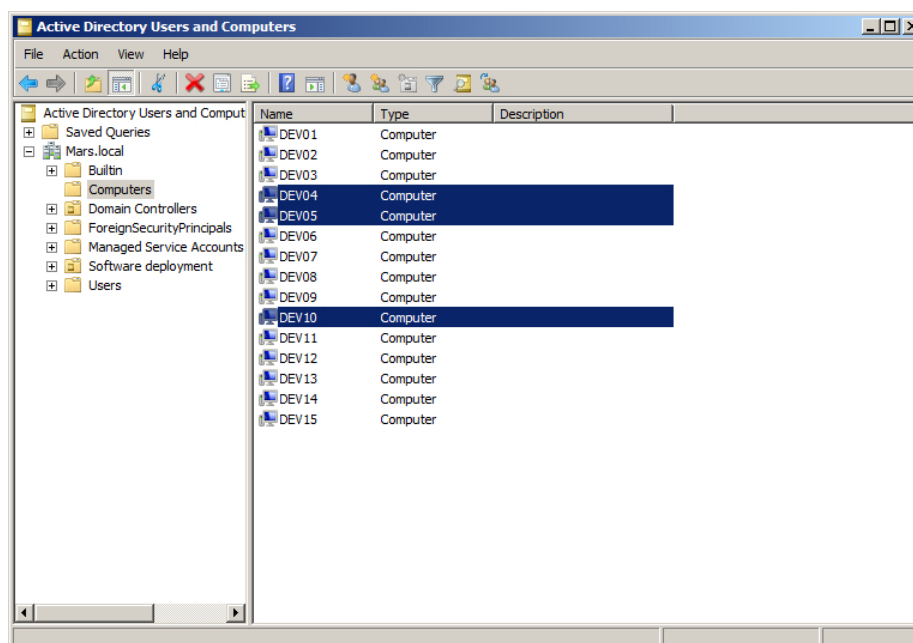 Active Directory Users and Computers
File Action View Help
Active Directory Users and Comput
Saved Queries
Mars.local
Builtin
Computers
Domain Controllers
ForeignSecurityPrincipals
Managed Service Accounts
Software deployment
Users
Name Type Description
DEV01 Computer
DEV02 Computer
DEV03 Computer
DEV04 Computer
DEV05 Computer
DEV06 Computer
DEV07 Computer
DEV08 Computer
DEV09 Computer
DEV10 Computer
DEV11 Computer
DEV12 Computer
DEV13 Computer
DEV14 Computer
DEV15 Computer